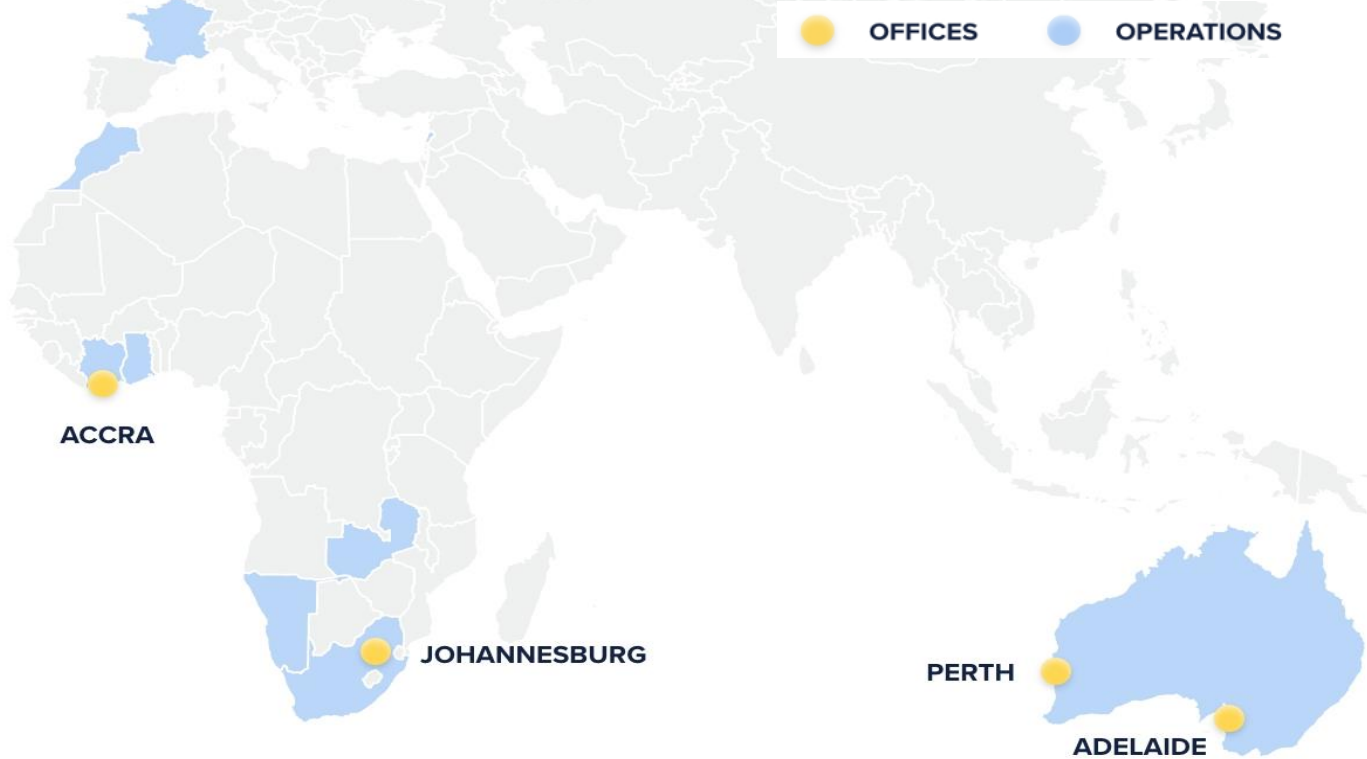 OFFICES
OPERATIONS
ACCRA
JOHANNESBURG
PERTH
ADELAIDE